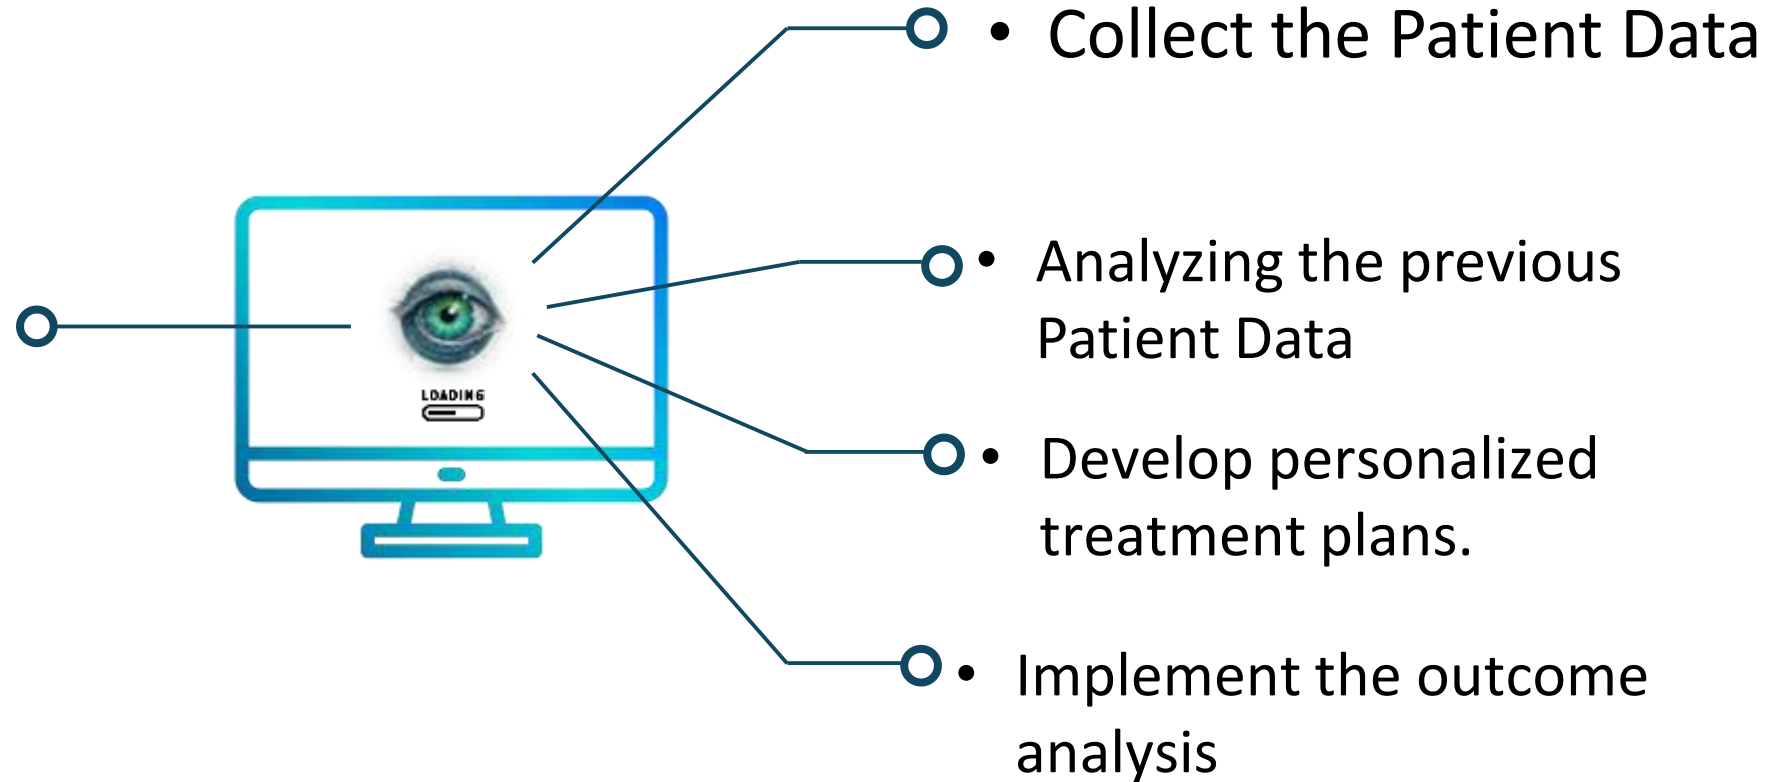 • Collect the Patient Data
• Analyzing the previous
Patient Data
LOADING
• Develop personalized
treatment plans.
• Implement the outcome
analysis